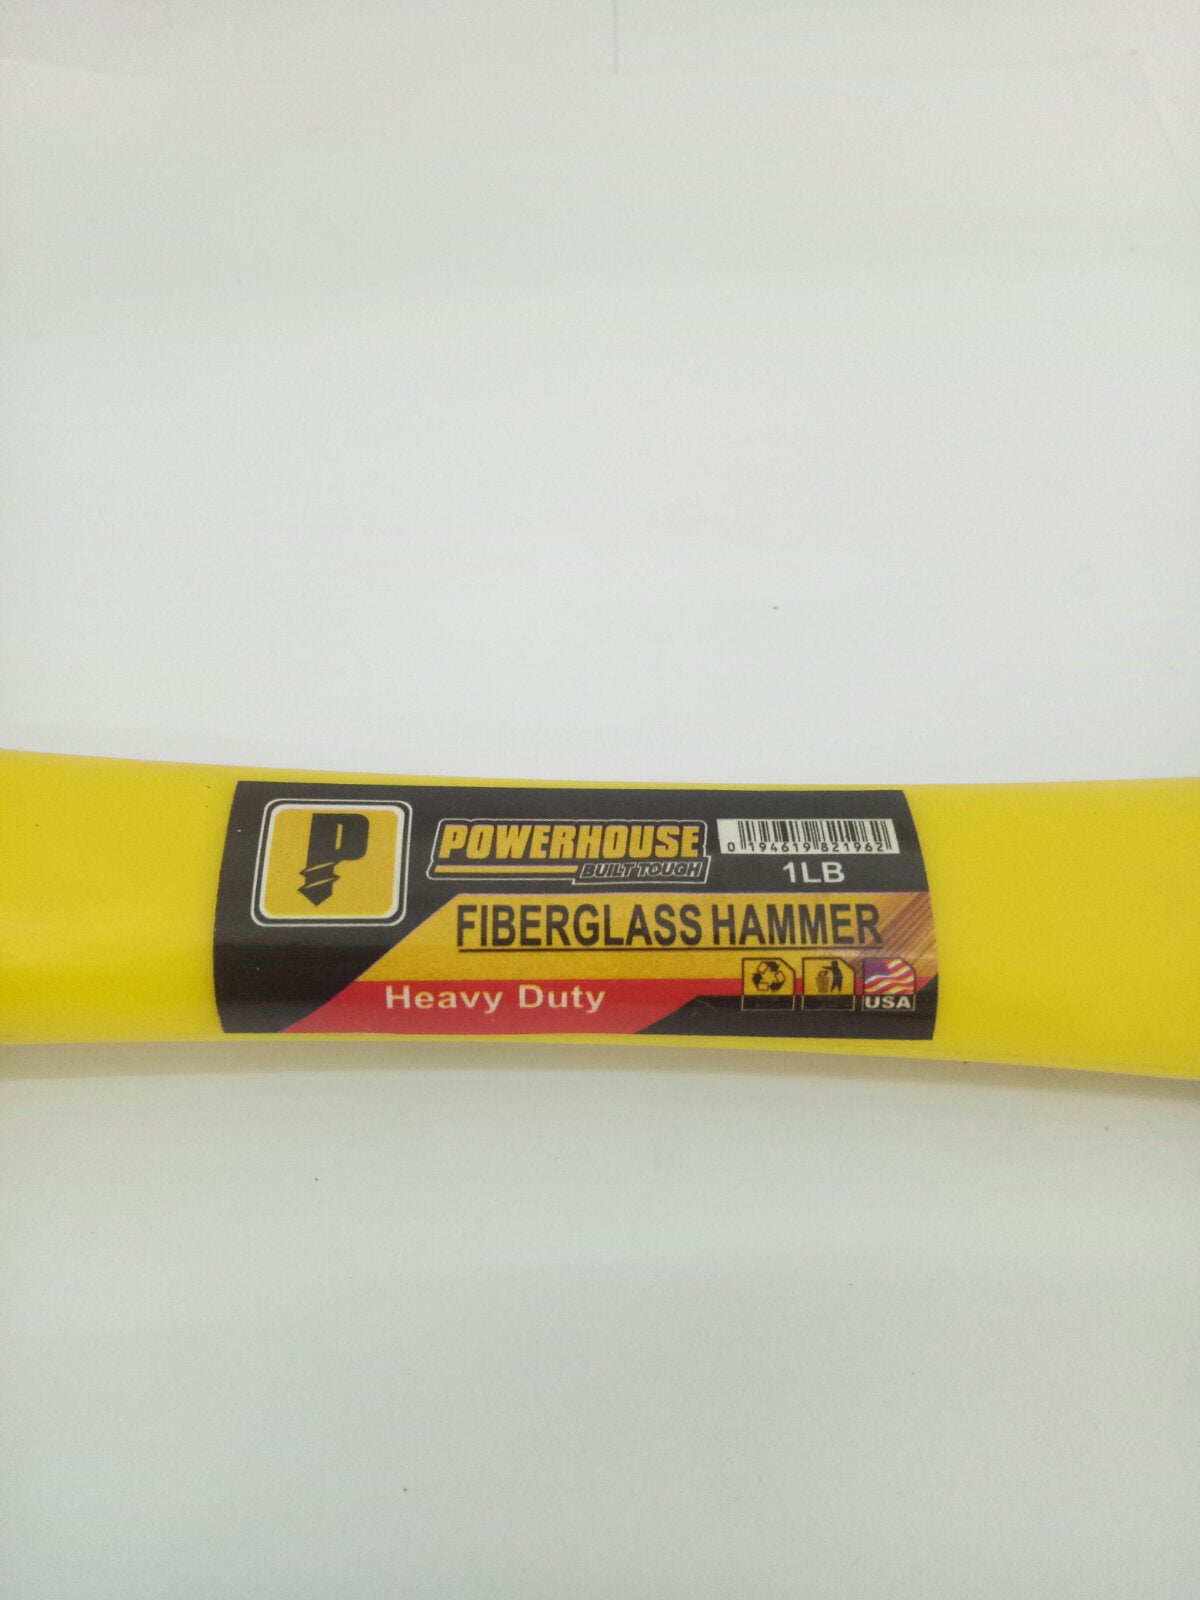 P
POWERHOUSE
BUILT TOUGH
0 194619 821962
1LB
FIBERGLASS HAMMER
Heavy Duty
USA